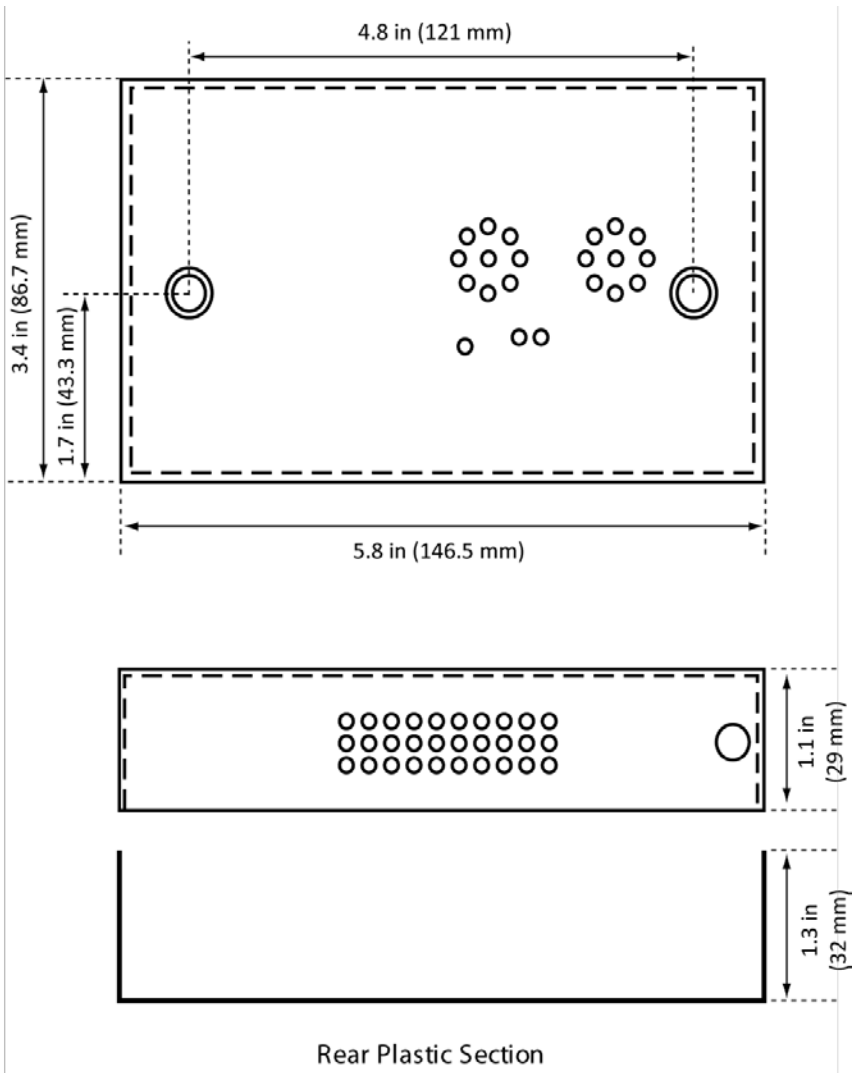 4.8 in (121 mm)
3.4 in (86.7 mm)
1.7 in (43.3 mm)
5.8 in (146.5 mm)
1.1 in
(29 mm)
1.3 in
(32 mm)
Rear Plastic Section